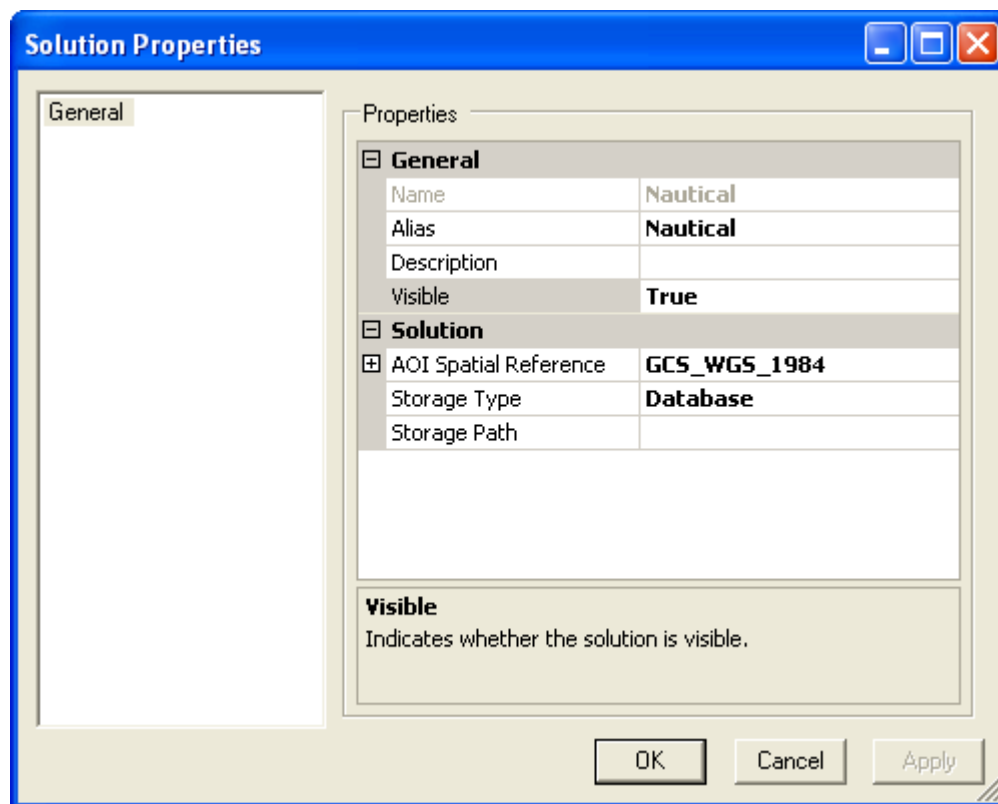 Solution Properties
General
Properties
General
Name Nautical
Alias Nautical
Description
Visible True
Solution
AOI Spatial Reference GCS_WGS_1984
Storage Type Database
Storage Path
Visible
Indicates whether the solution is visible.
OK Cancel Apply